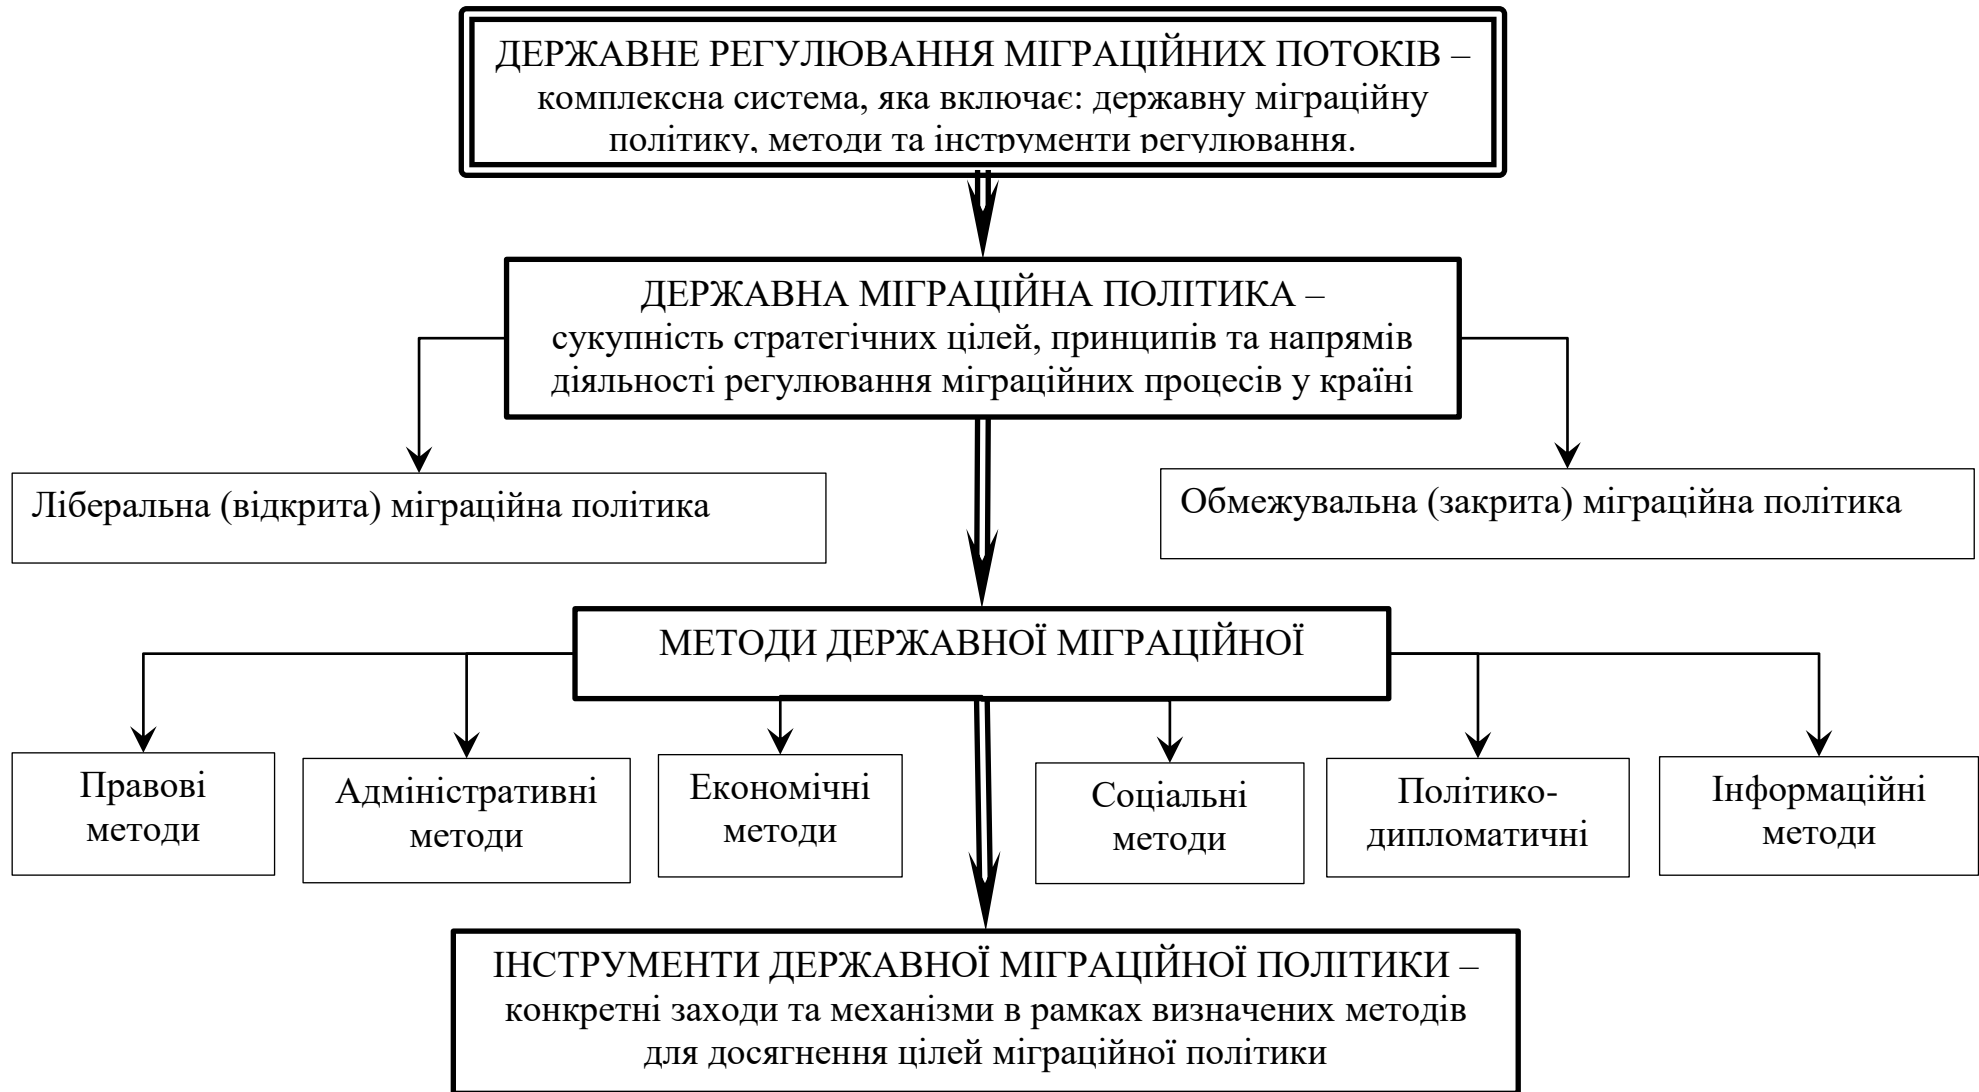 ДЕРЖАВНЕ РЕГУЛЮВАННЯ МІГРАЦІЙНИХ ПОТОКІВ –
комплексна система, яка включає: державну міграційну
політику, методи та інструменти регулювання.
ДЕРЖАВНА МІГРАЦІЙНА ПОЛІТИКА –
сукупність стратегічних цілей, принципів та напрямів
діяльності регулювання міграційних процесів у країні
Ліберальна (відкрита) міграційна політика
Обмежувальна (закрита) міграційна політика
МЕТОДИ ДЕРЖАВНОЇ МІГРАЦІЙНОЇ
Правові
методи
Адміністративні
методи
Економічні
методи
Соціальні
методи
Політико-
дипломатичні
Інформаційні
методи
ІНСТРУМЕНТИ ДЕРЖАВНОЇ МІГРАЦІЙНОЇ ПОЛІТИКИ –
конкретні заходи та механізми в рамках визначених методів
для досягнення цілей міграційної політики